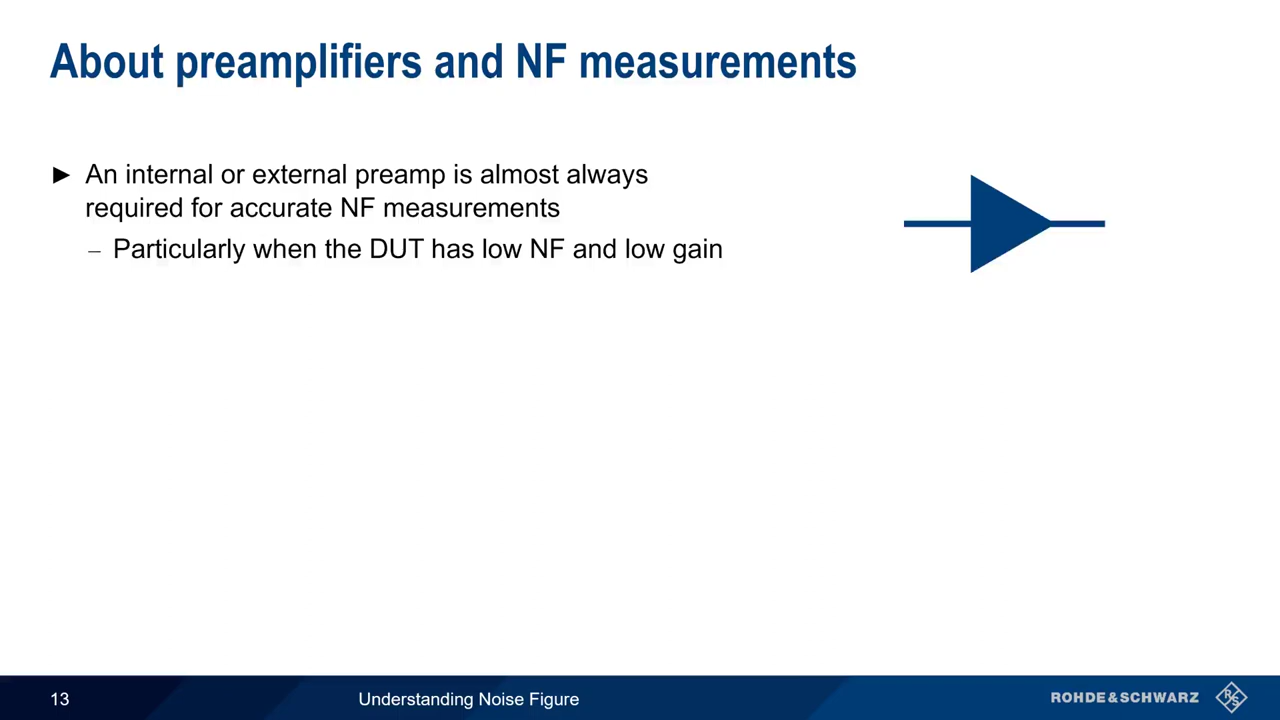 About preamplifiers and NF measurements
► An internal or external preamp is almost always
required for accurate NF measurements
– Particularly when the DUT has low NF and low gain
13
Understanding Noise Figure
ROHDE&SCHWARZ
R S